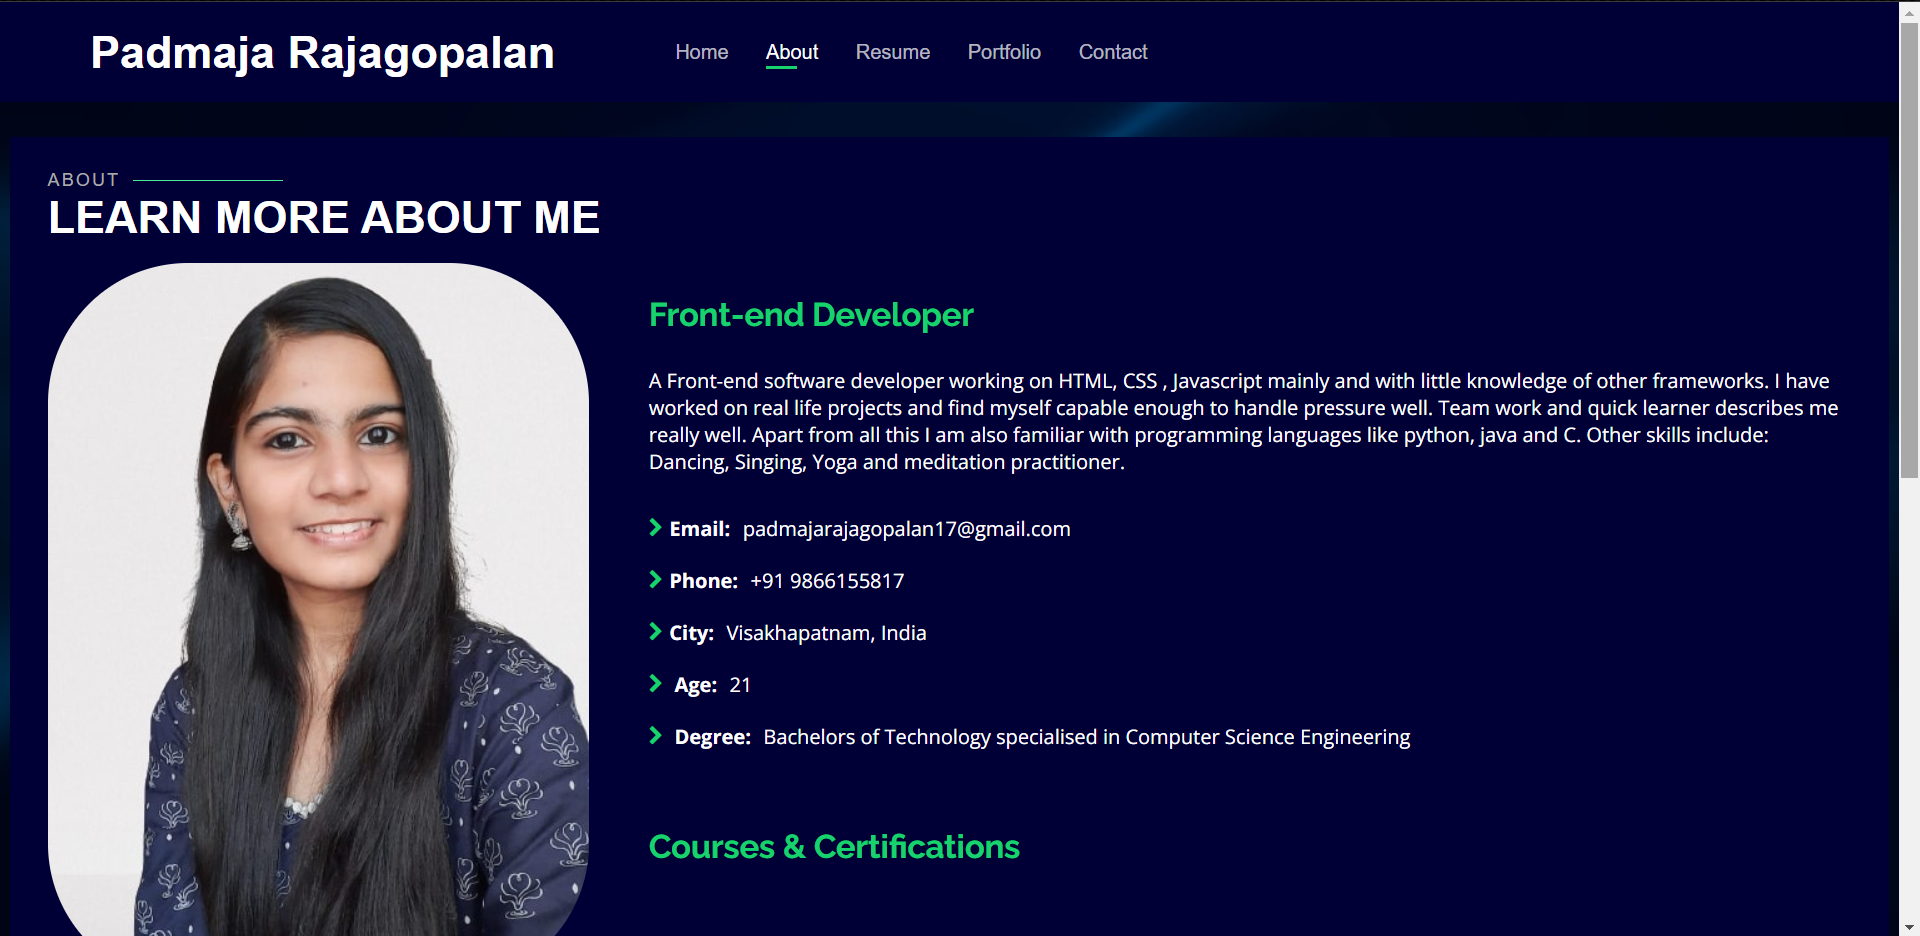 Padmaja Rajagopalan
Home About Resume Portfolio Contact
ABOUT
LEARN MORE ABOUT ME
Front-end Developer
A Front-end software developer working on HTML, CSS , Javascript mainly and with little knowledge of other frameworks. I have
worked on real life projects and find myself capable enough to handle pressure well. Team work and quick learner describes me
really well. Apart from all this I am also familiar with programming languages like python, java and C. Other skills include:
Dancing, Singing, Yoga and meditation practitioner.
Email: padmajarajagopalan17@gmail.com
Phone: +91 9866155817
City: Visakhapatnam, India
Age: 21
Degree: Bachelors of Technology specialised in Computer Science Engineering
Courses & Certifications